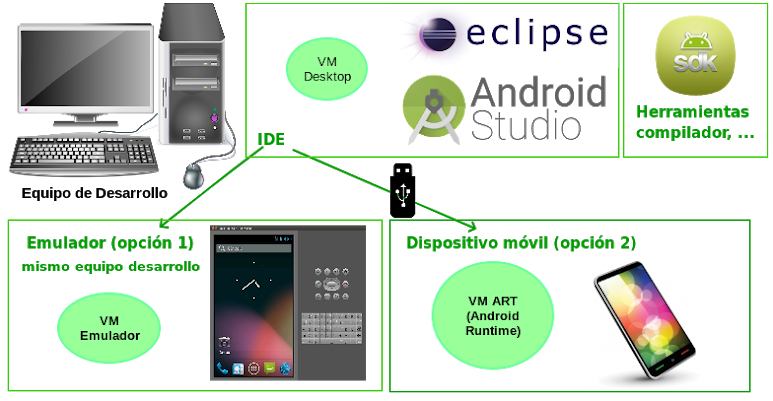 VM
Desktop
eclipse
Android
Studio
IDE
sdk
Herramientas
compilador, ...
Equipo de Desarrollo
Emulador (opción 1)
mismo equipo desarrollo
VM
Emulador
Dispositivo móvil (opción 2)
VM ART
(Android
Runtime)